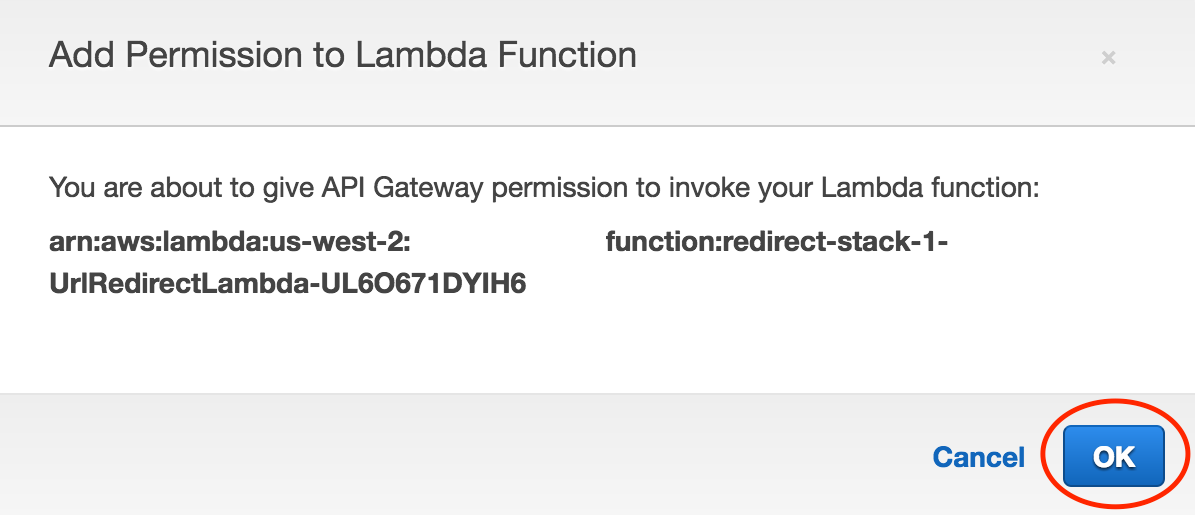 Add Permission to Lambda Function
×
You are about to give API Gateway permission to invoke your Lambda function:
arn:aws:lambda:us-west-2: function:redirect-stack-1-
UrlRedirectLambda-UL6O671DYIH6
Cancel OK